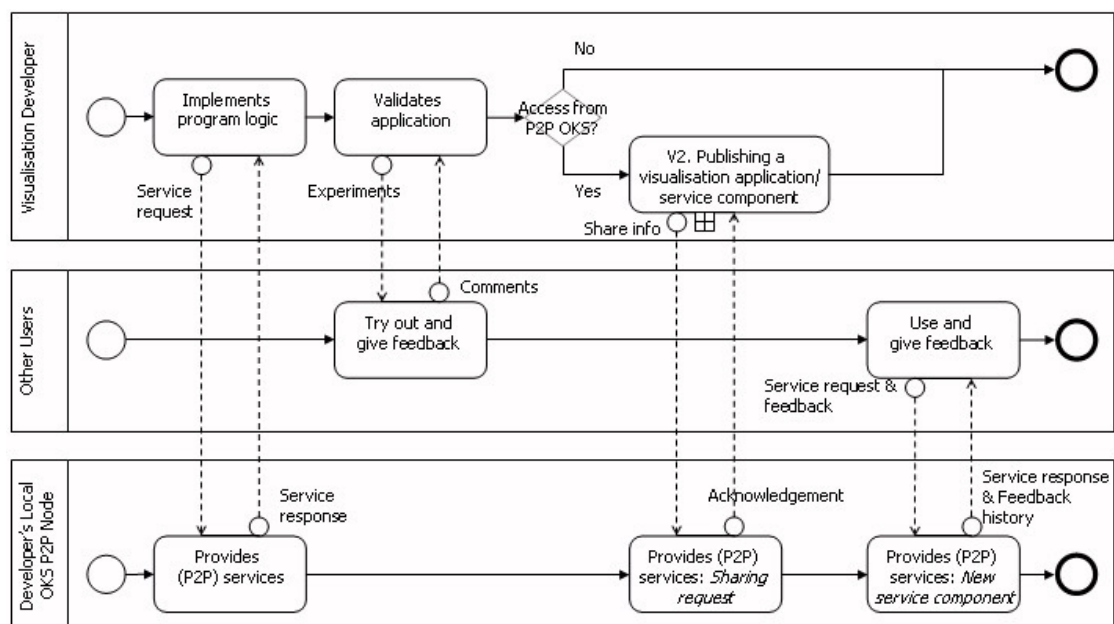 Visualisation Developer
Implements
program logic
Validates
application
Access from
P2P OKS?
No
Yes
V2. Publishing a
visualisation application/
service component
Service
request
Experiments
Share info
Other Users
Comments
Try out and
give feedback
Use and
give feedback
Service request &
feedback
Developer's Local
OKS P2P Node
Service
response
Acknowledgement
Service response
& Feedback
history
Provides
(P2P) services
Provides (P2P)
services: Sharing
request
Provides (P2P)
services: New
service component